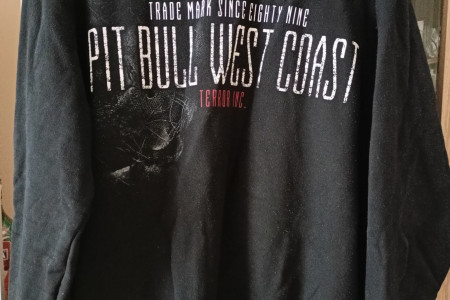 TRADE MARK SINCE EIGHTY NINE
PIT BULL WEST COAST
TERROR INC.